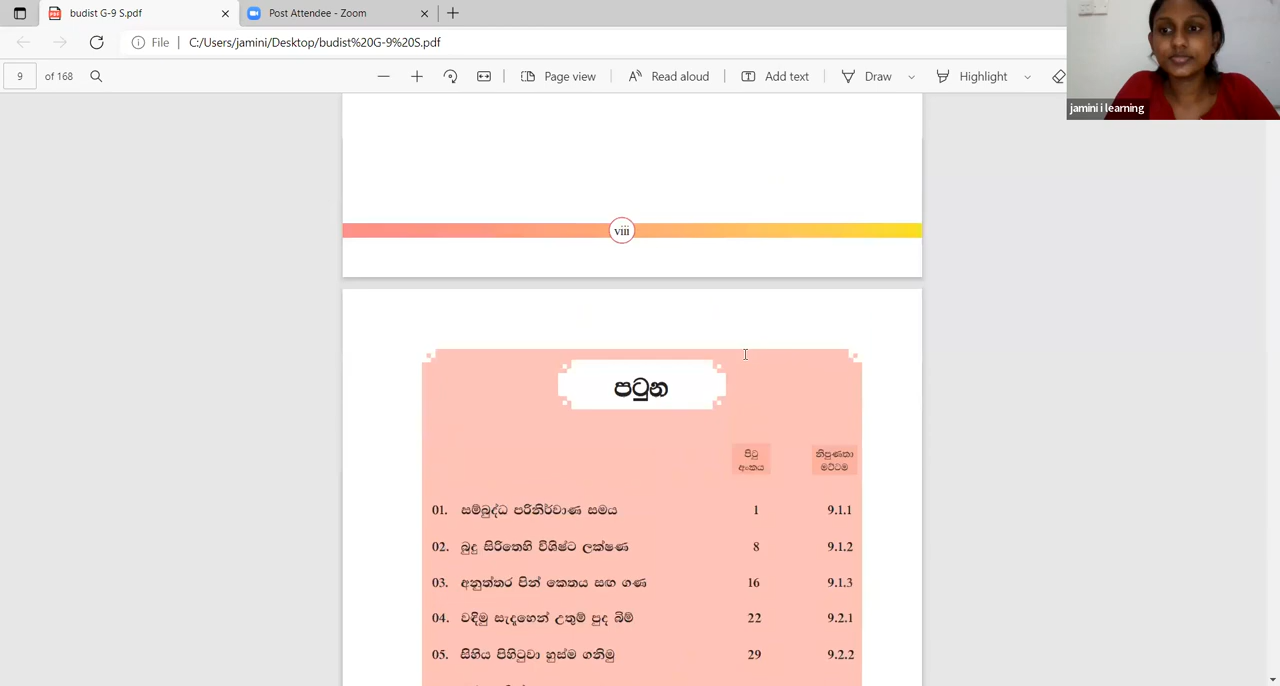 budist G-9 S.pdf
Post Attendee - Zoom
File
C:/Users/jamini/Desktop/budist%20G-9%20S.pdf
9 of 168
Page view
Read aloud
Add text
Draw
Highlight
jamini i learning
viii
පටුන
පිටු අංකය
නිපුණතා මට්ටම
01. සම්බුද්ධ පරිනිර්වාණ සමය 1 9.1.1
02. බුදු සිරිතෙහි විශිෂ්ට ලක්ෂණ 8 9.1.2
03. අනුත්තර පින් කෙතය සඟ ගණ 16 9.1.3
04. වඳිමු සැදැහෙන් උතුම් පුද බිම් 22 9.2.1
05. සිහිය පිහිටුවා හුස්ම ගනිමු 29 9.2.2